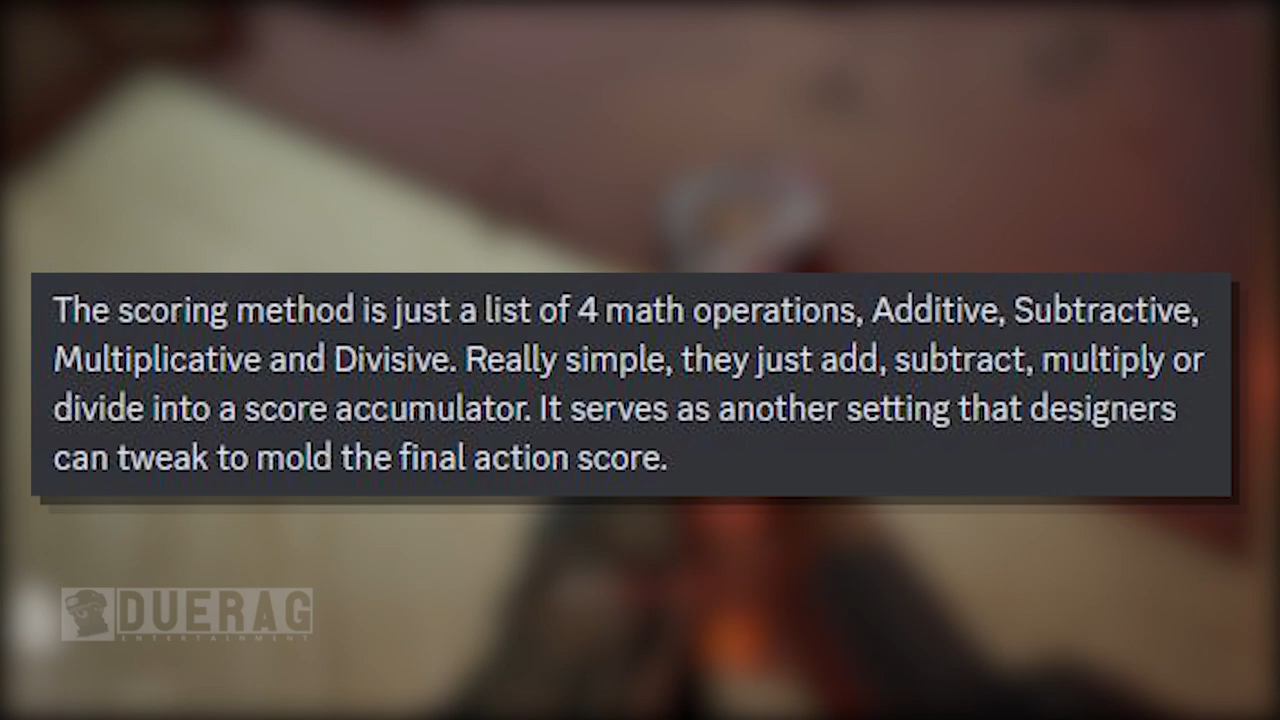 The scoring method is just a list of 4 math operations, Additive, Subtractive,
Multiplicative and Divisive. Really simple, they just add, subtract, multiply or
divide into a score accumulator. It serves as another setting that designers
can tweak to mold the final action score.
DUERAG
ENTERTAINMENT